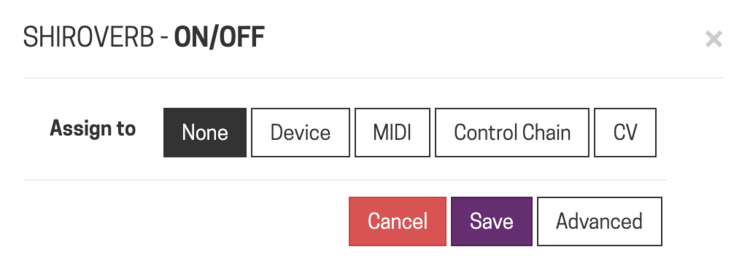 SHIROVERB - ON/OFF ×
Assign to None Device MIDI Control Chain CV
Cancel Save Advanced